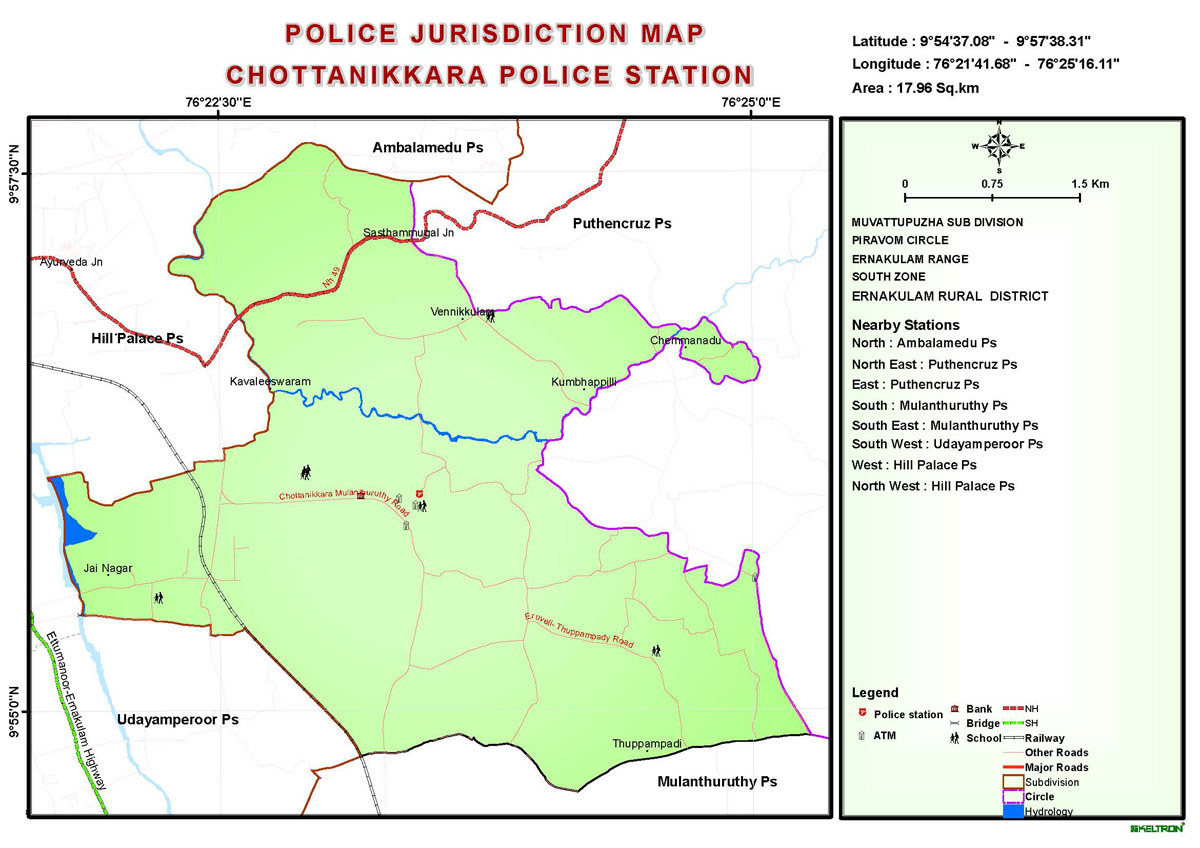 POLICE JURISDICTION MAP
CHOTTANIKKARA POLICE STATION
Latitude : 9°54'37.08" - 9°57'38.31"
Longitude : 76°21'41.68" - 76°25'16.11"
Area : 17.96 Sq.km
76°22'30"E
76°25'0"E
9°57'30"N
9°55'0"N
Ambalamedu Ps
Puthencruz Ps
Sasthammugal Jn
Ayurveda Jn
Nh 49
Vennikkulam
Hill Palace Ps
Chemmanadu
Kavaleeswaram
Kumbhappilli
Chottanikkara Mulanthuruthy Road
Jai Nagar
Eruveli- Thuppampady Road
Ettumanoor-Ernakulam Highway
Udayamperoor Ps
Thuppampadi
Mulanthuruthy Ps
N
W E
S
0 0.75 1.5 Km
MUVATTUPUZHA SUB DIVISION
PIRAVOM CIRCLE
ERNAKULAM RANGE
SOUTH ZONE
ERNAKULAM RURAL DISTRICT
Nearby Stations
North : Ambalamedu Ps
North East : Puthencruz Ps
East : Puthencruz Ps
South : Mulanthuruthy Ps
South East : Mulanthuruthy Ps
South West : Udayamperoor Ps
West : Hill Palace Ps
North West : Hill Palace Ps
Legend
Police station
ATM
Bank
Bridge
School
NH
SH
Railway
Other Roads
Major Roads
Subdivision
Circle
Hydrology
KELTRON